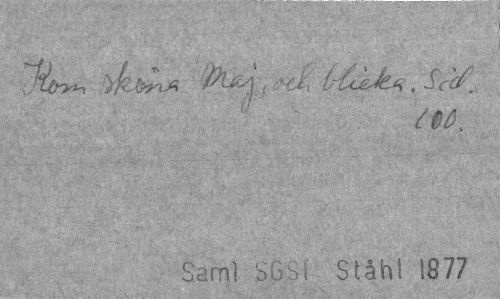 Kom sköna Maj, och blicka. Sid.
100.
Saml SGSI Ståhl 1877